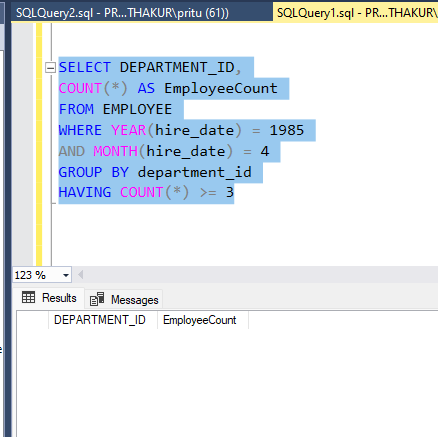 SQLQuery2.sql - PR...THAKUR\pritu (61))
SQLQuery1.sql - PR...THAKUR\p
SELECT DEPARTMENT_ID,
COUNT(*) AS EmployeeCount
FROM EMPLOYEE
WHERE YEAR(hire_date) = 1985
AND MONTH(hire_date) = 4
GROUP BY department_id
HAVING COUNT(*) >= 3
123 %
Results Messages
DEPARTMENT_ID EmployeeCount